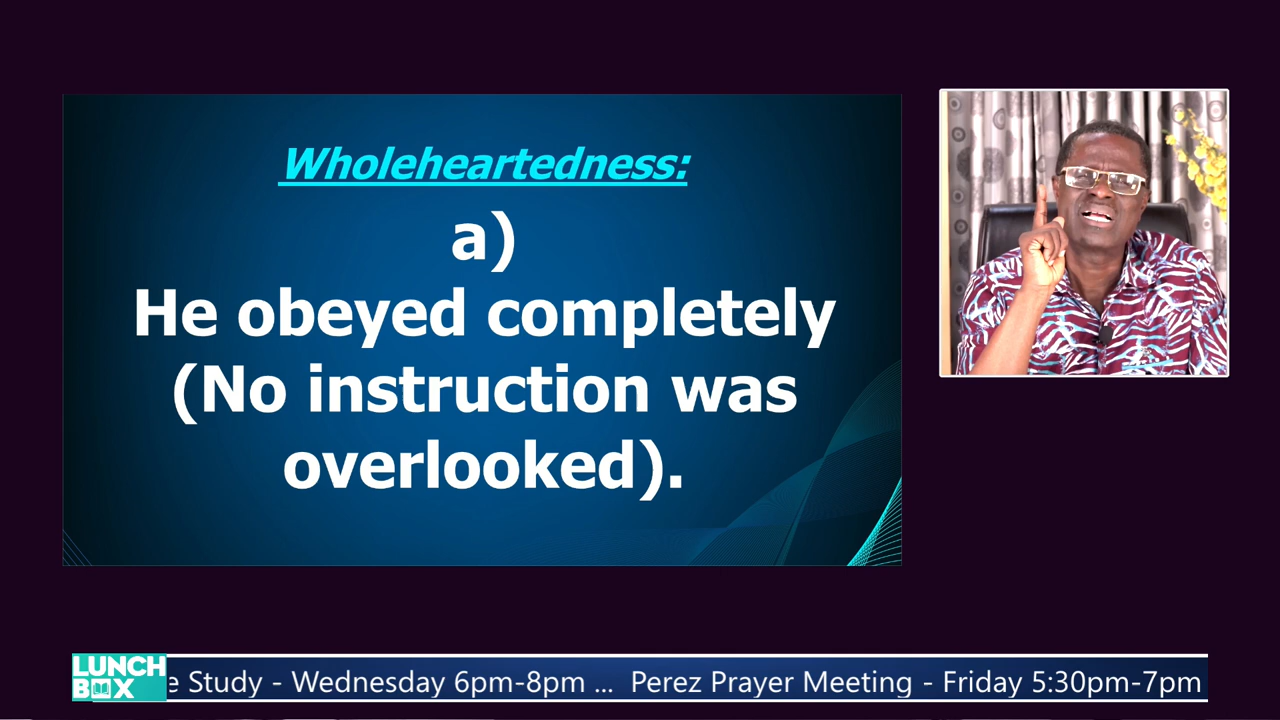 Wholeheartedness:
a)
He obeyed completely
(No instruction was
overlooked).
LUNCH
BOX
e Study - Wednesday 6pm-8pm ... Perez Prayer Meeting - Friday 5:30pm-7pm